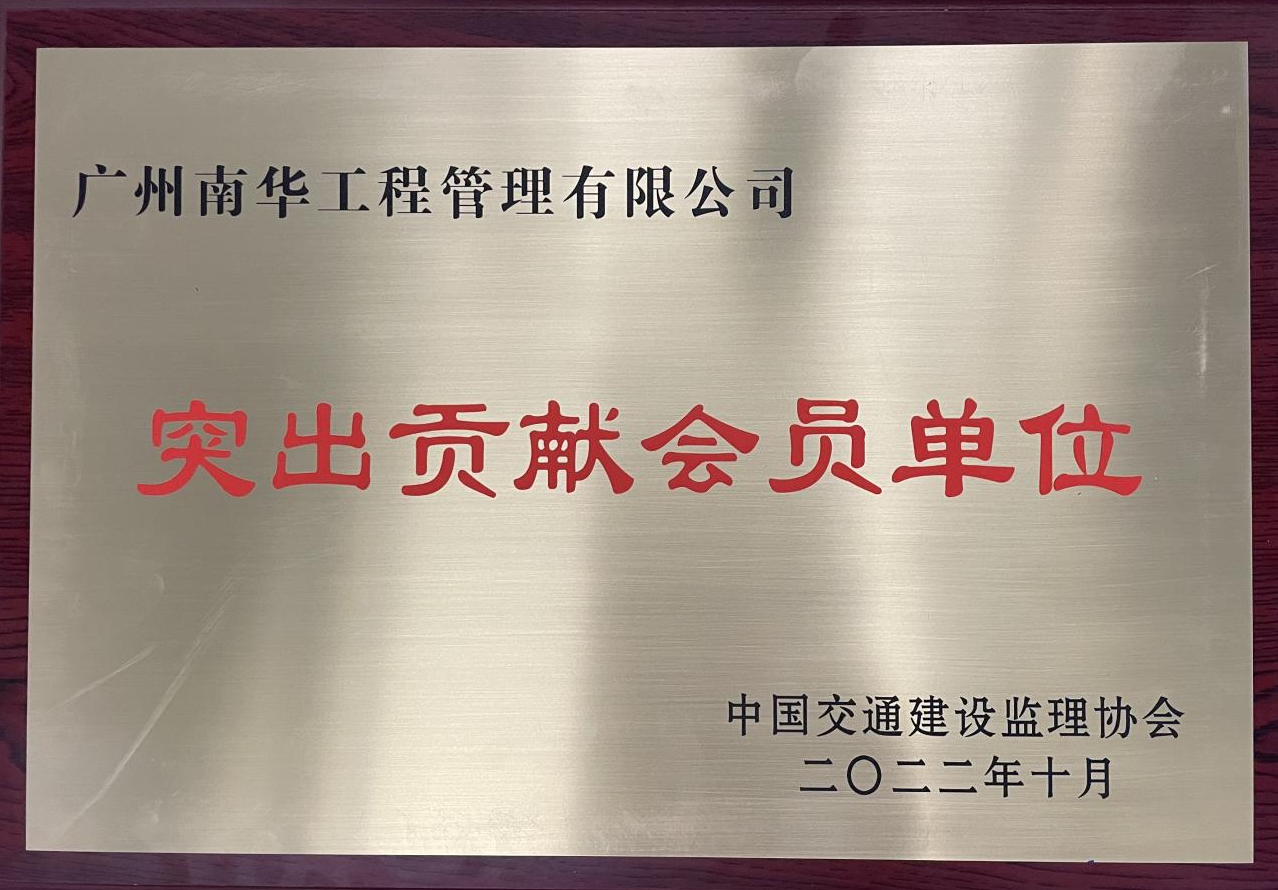 广州南华工程管理有限公司
突出贡献会员单位
中国交通建设监理协会
二〇二二年十月